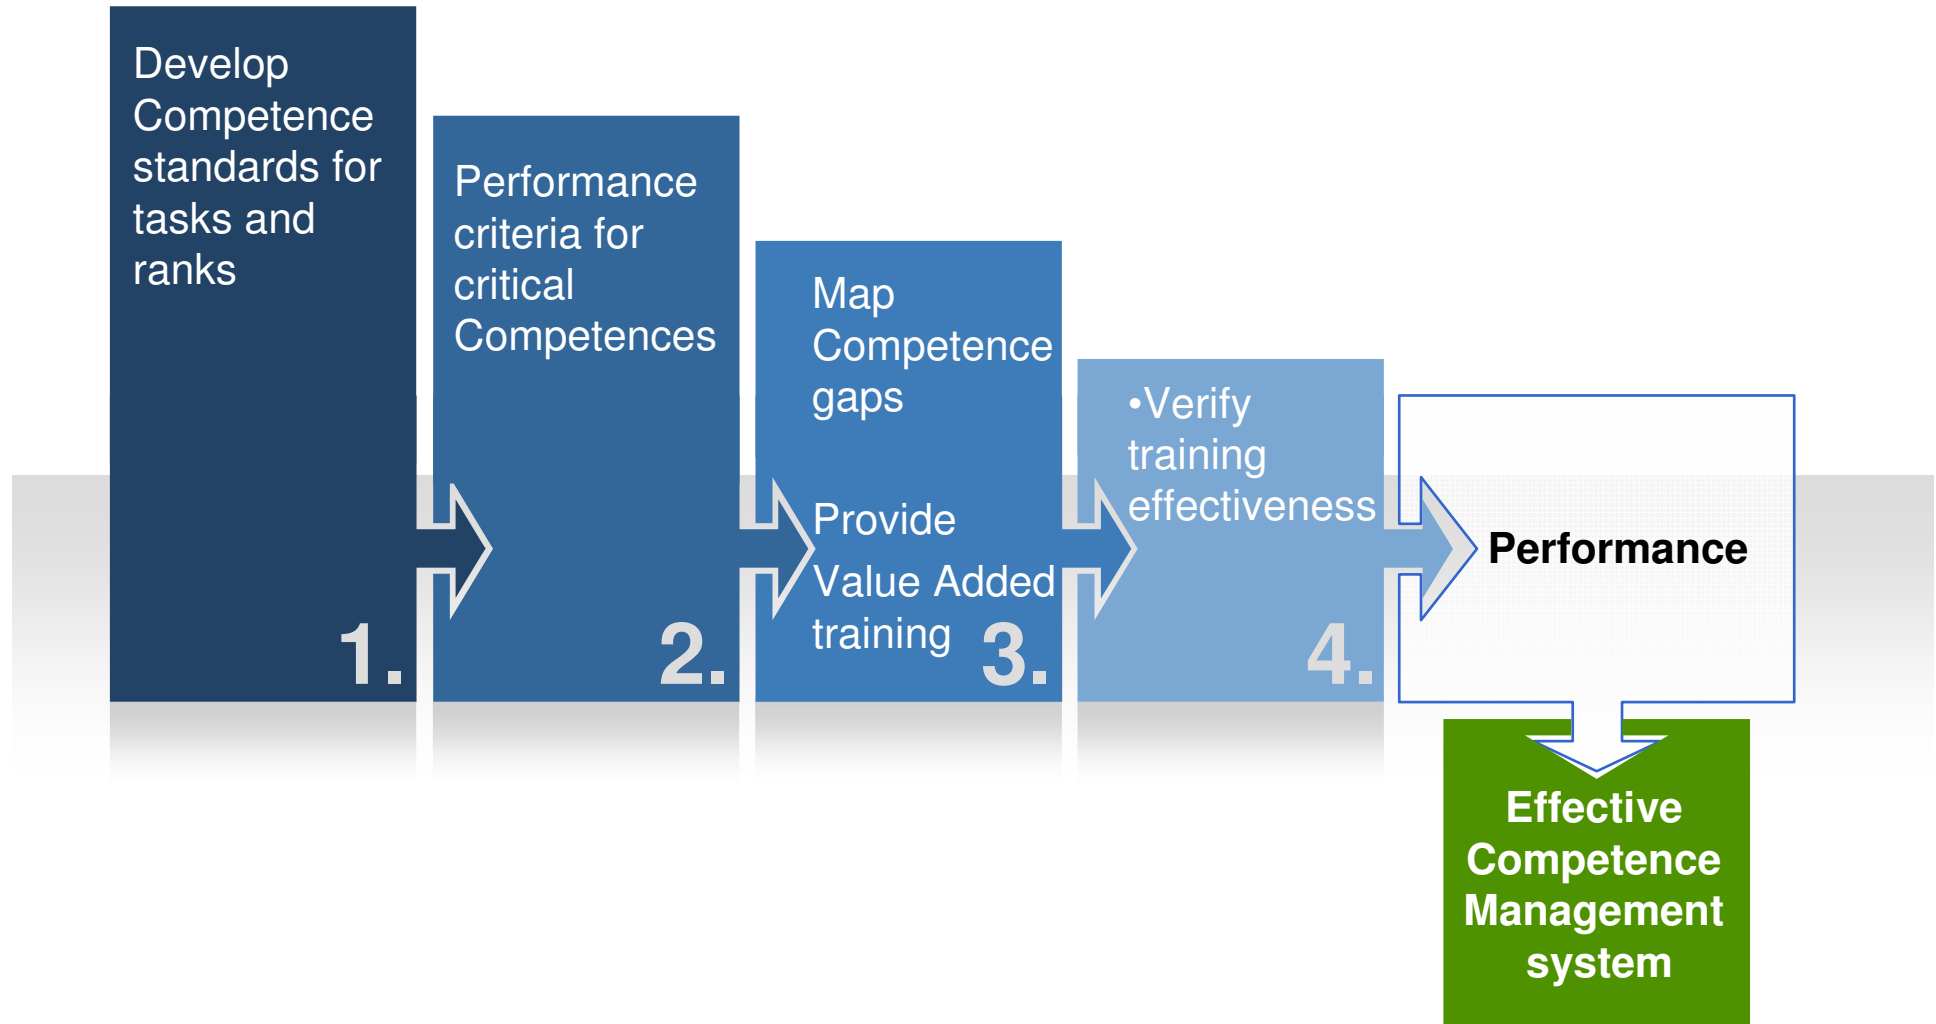 Develop
Competence
standards for
tasks and
ranks
1.
Performance
criteria for
critical
Competences
2.
Map
Competence
gaps
Provide
Value Added
training
3.
•Verify
training
effectiveness
4.
Performance
Effective
Competence
Management
system